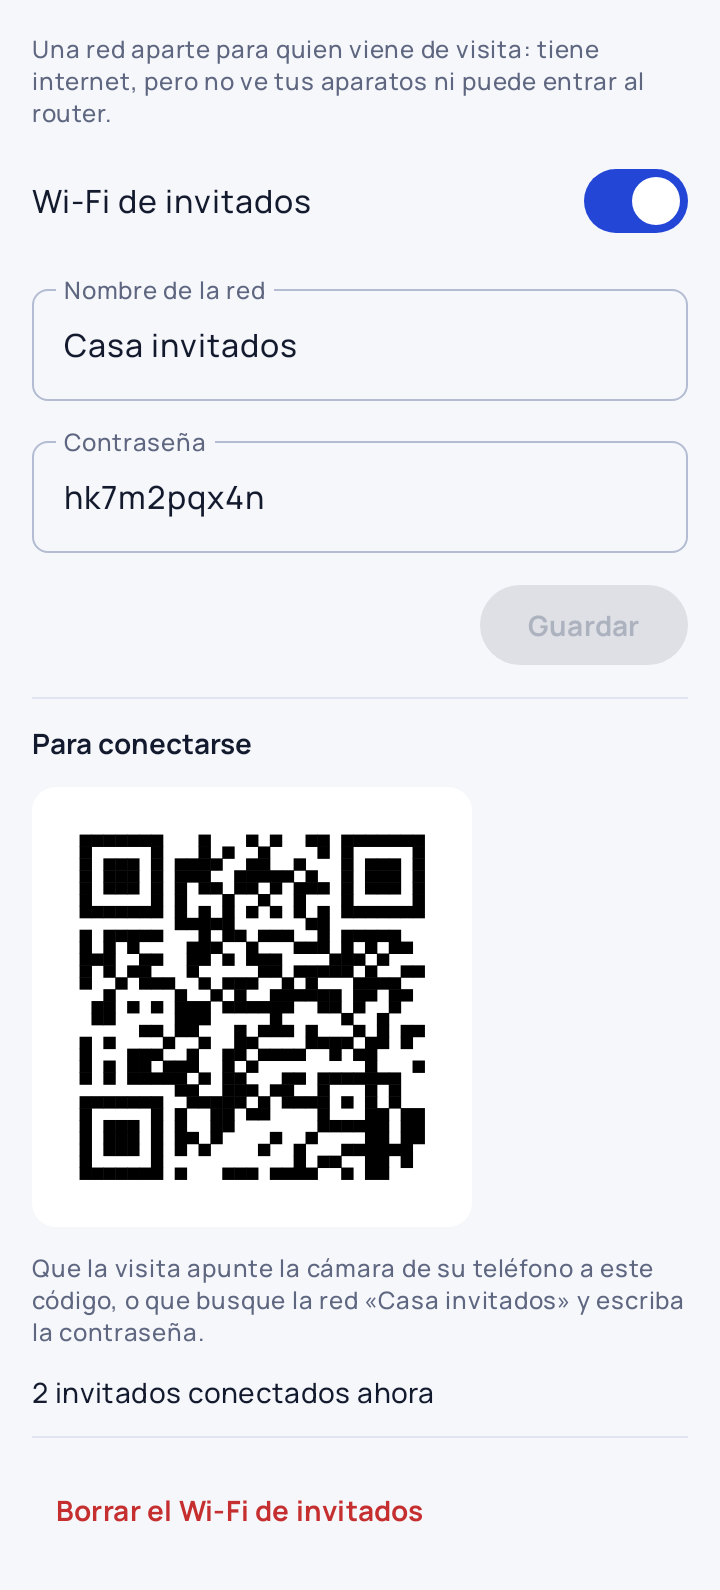 Una red aparte para quien viene de visita: tiene
internet, pero no ve tus aparatos ni puede entrar al
router.
Wi-Fi de invitados
Nombre de la red
Casa invitados
Contraseña
hk7m2pqx4n
Guardar
Para conectarse
Que la visita apunte la cámara de su teléfono a este
código, o que busque la red «Casa invitados» y escriba
la contraseña.
2 invitados conectados ahora
Borrar el Wi-Fi de invitados